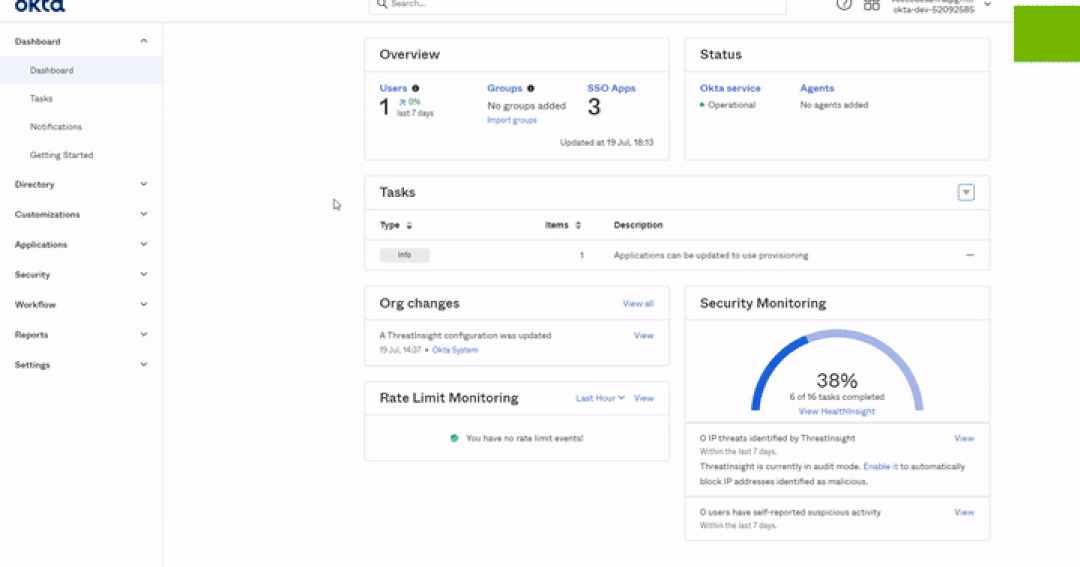 okta
Search...
okta-dev-52092585
Dashboard
Dashboard
Tasks
Notifications
Getting Started
Directory
Customizations
Applications
Security
Workflow
Reports
Settings
Overview
Users
1
0%
last 7 days
Groups
No groups added
Import groups
SSO Apps
3
Updated at 19 Jul, 18:13
Status
Okta service
Operational
Agents
No agents added
Tasks
Type Items Description
Info 1 Applications can be updated to use provisioning
Org changes View all
A ThreatInsight configuration was updated View
19 Jul, 14:37 • Okta System
Rate Limit Monitoring Last Hour View
You have no rate limit events!
Security Monitoring
38%
6 of 16 tasks completed
View HealthInsight
0 IP threats identified by ThreatInsight View
Within the last 7 days.
ThreatInsight is currently in audit mode. Enable it to automatically
block IP addresses identified as malicious.
0 users have self-reported suspicious activity View
Within the last 7 days.